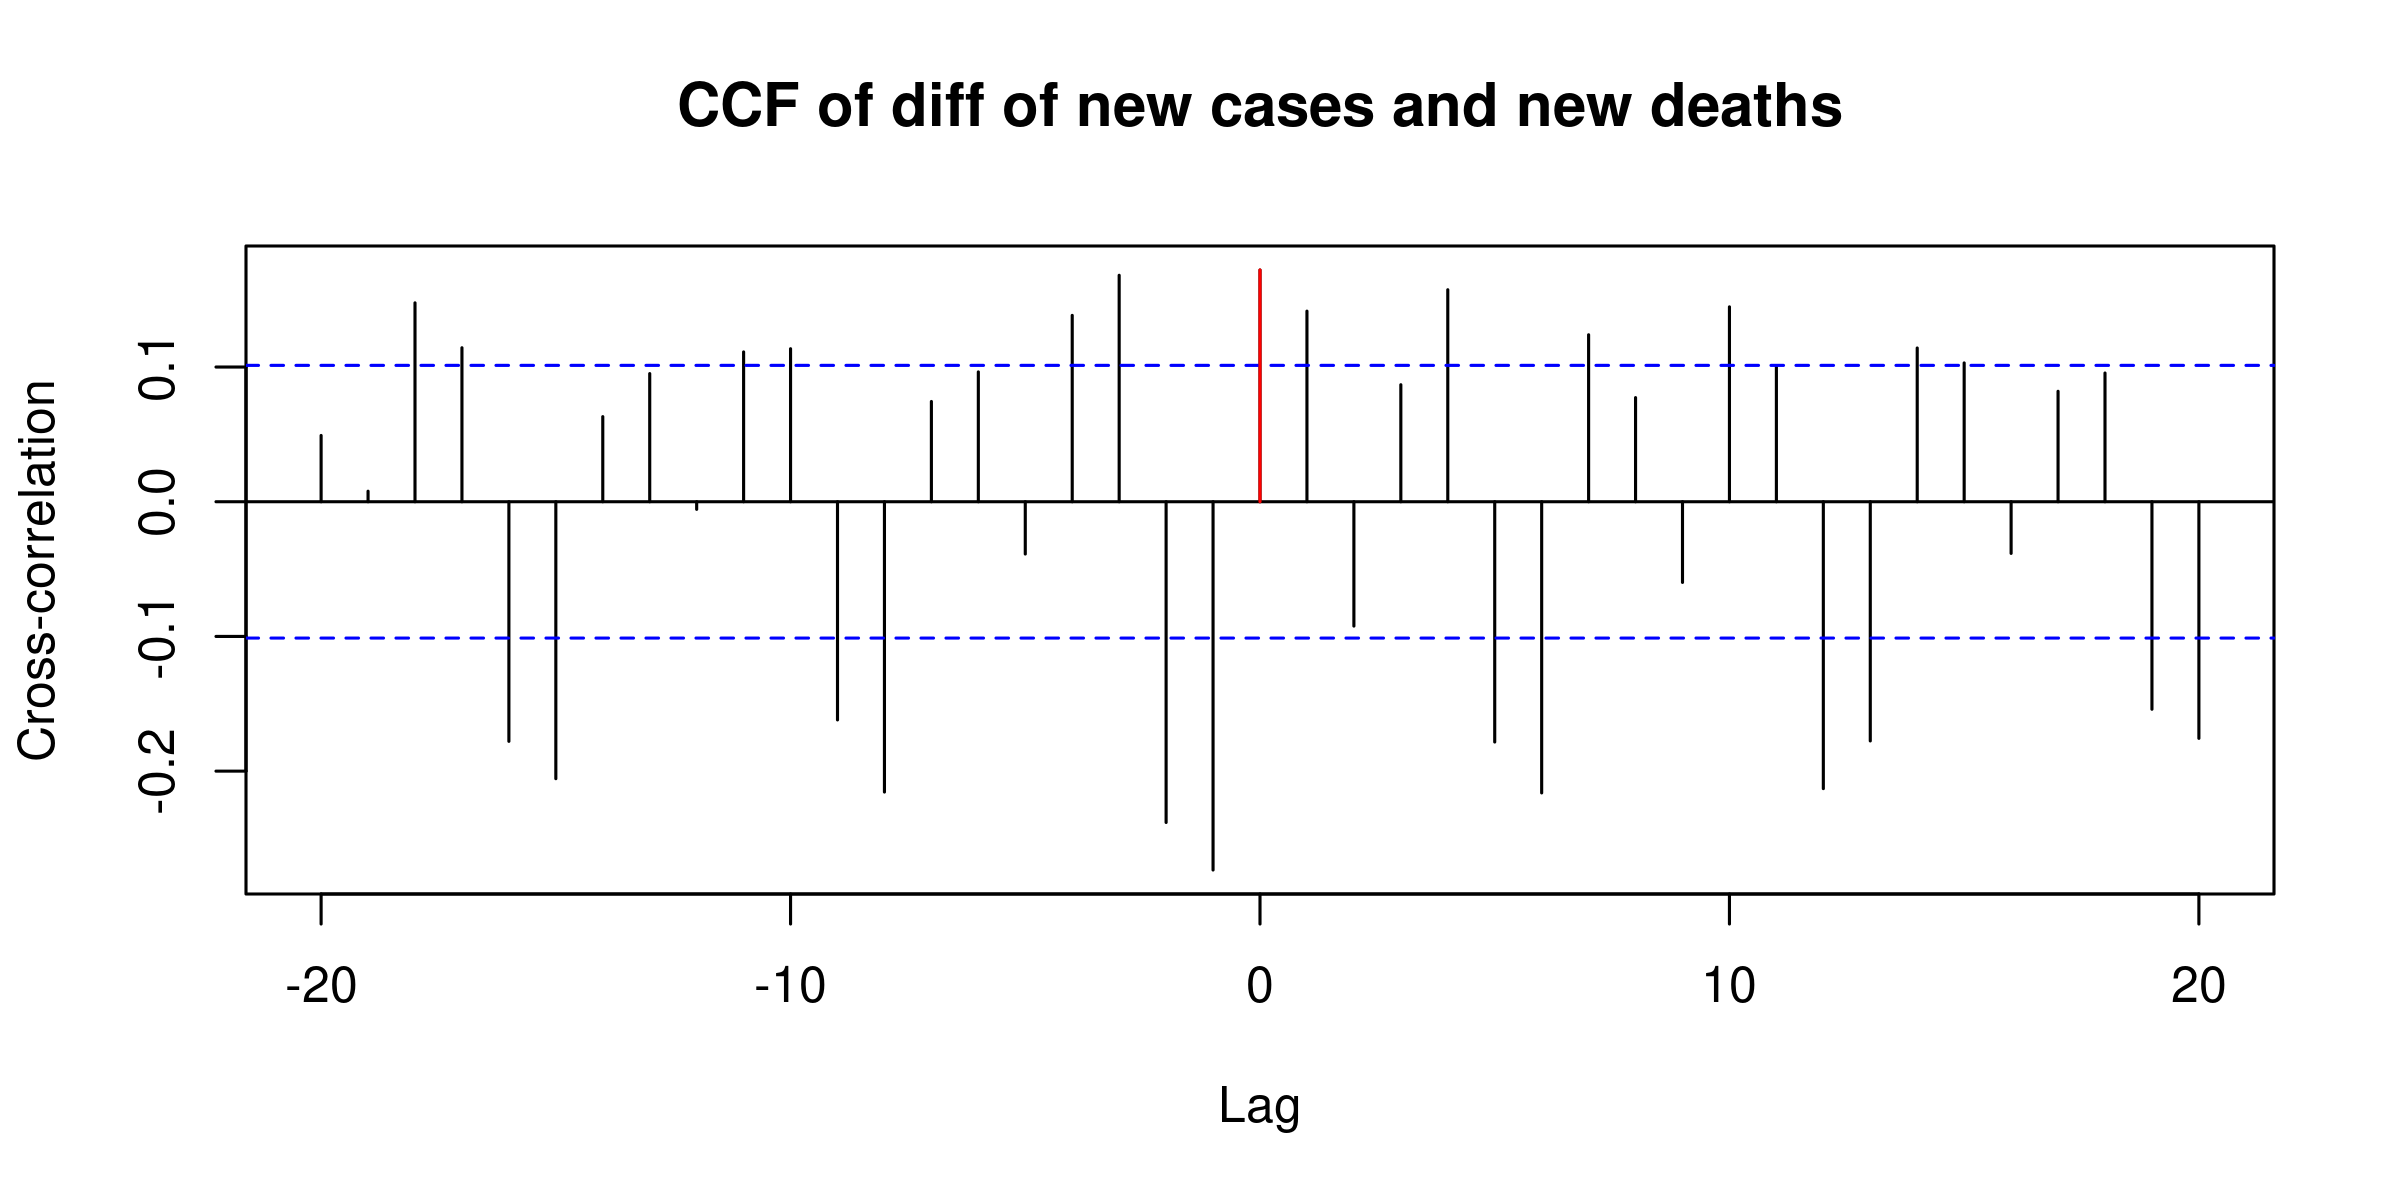 CCF of diff of new cases and new deaths
Cross-correlation
0.1
0.0
-0.1
-0.2
-20 -10 0 10 20
Lag